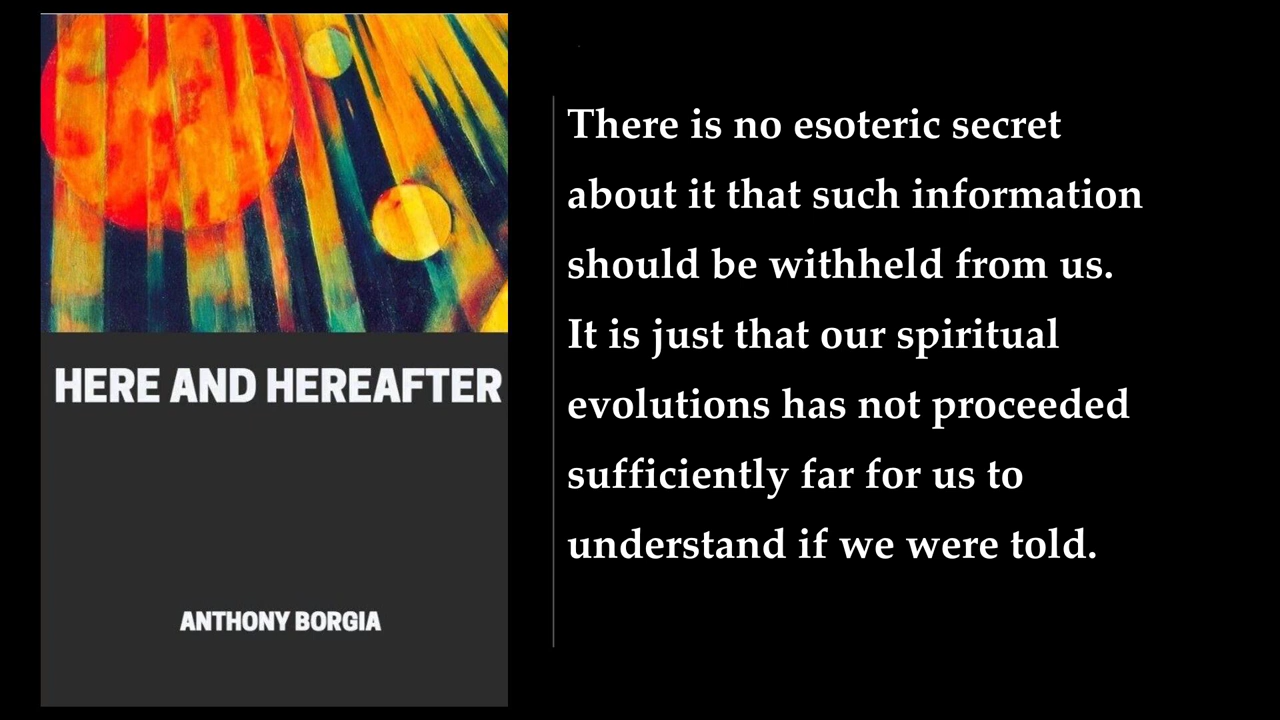 HERE AND HEREAFTER
ANTHONY BORGIA
There is no esoteric secret
about it that such information
should be withheld from us.
It is just that our spiritual
evolutions has not proceeded
sufficiently far for us to
understand if we were told.